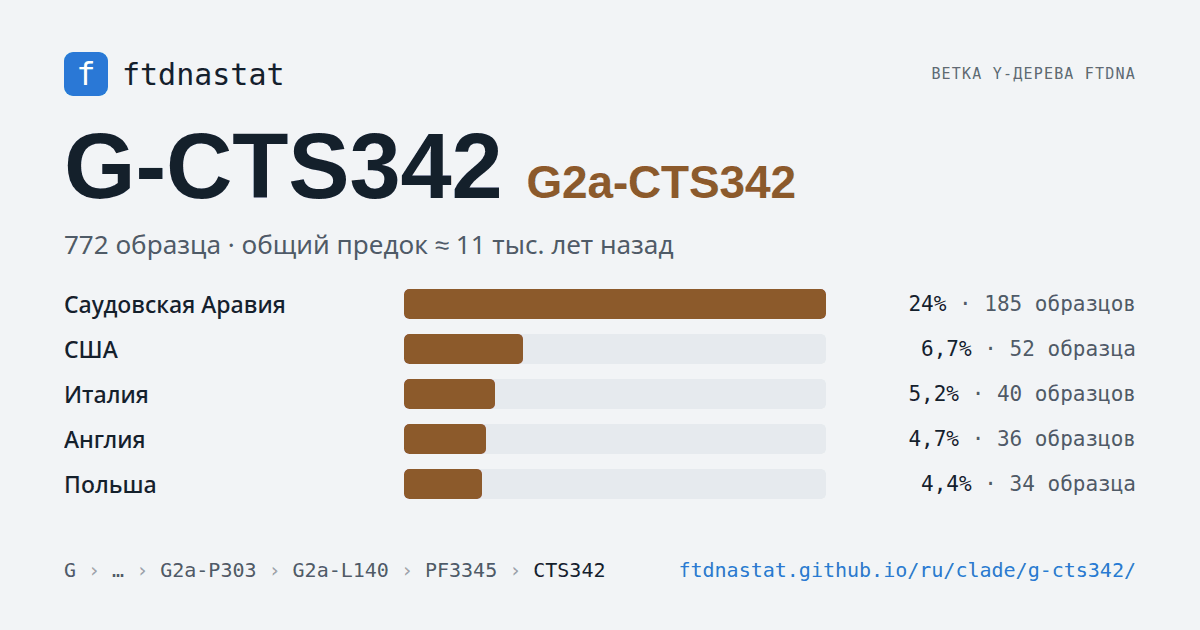 f ftdnastat
ВЕТКА Y-ДЕРЕВА FTDNA
G-CTS342 G2a-CTS342
772 образца · общий предок ≈ 11 тыс. лет назад
Саудовская Аравия 24% · 185 образцов
США 6,7% · 52 образца
Италия 5,2% · 40 образцов
Англия 4,7% · 36 образцов
Польша 4,4% · 34 образца
G › … › G2a-P303 › G2a-L140 › PF3345 › CTS342
ftdnastat.github.io/ru/clade/g-cts342/